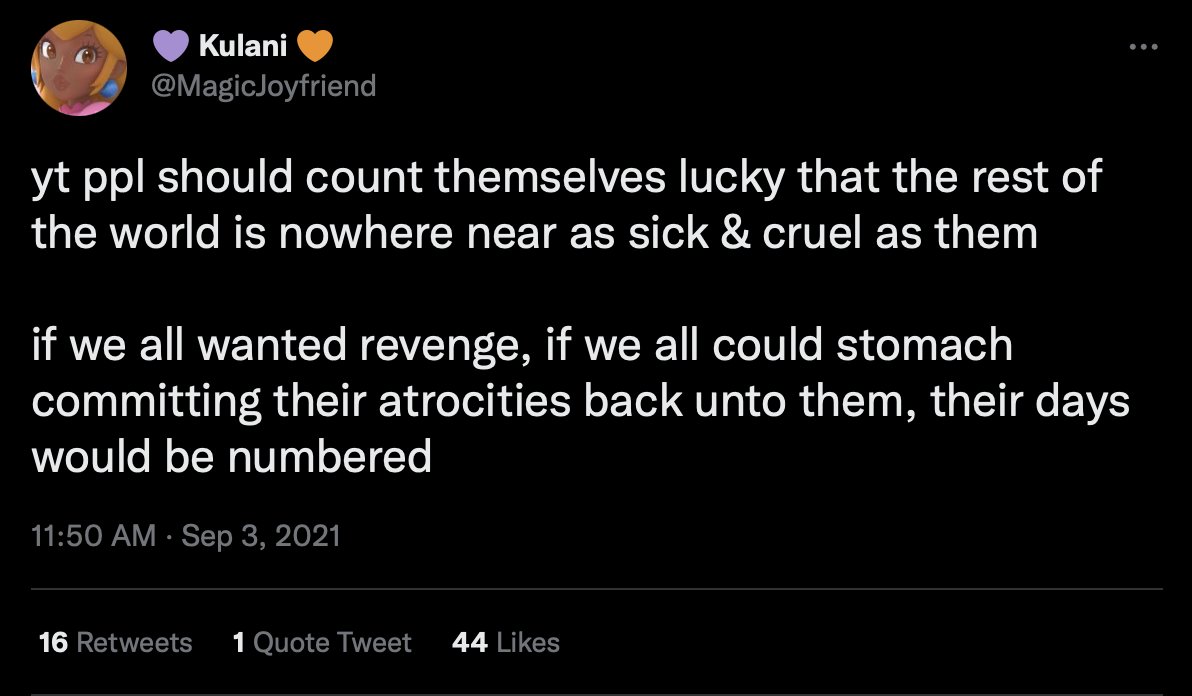 💜 Kulani 🧡
@MagicJoyfriend
yt ppl should count themselves lucky that the rest of
the world is nowhere near as sick & cruel as them
if we all wanted revenge, if we all could stomach
committing their atrocities back unto them, their days
would be numbered
11:50 AM · Sep 3, 2021
16 Retweets 1 Quote Tweet 44 Likes